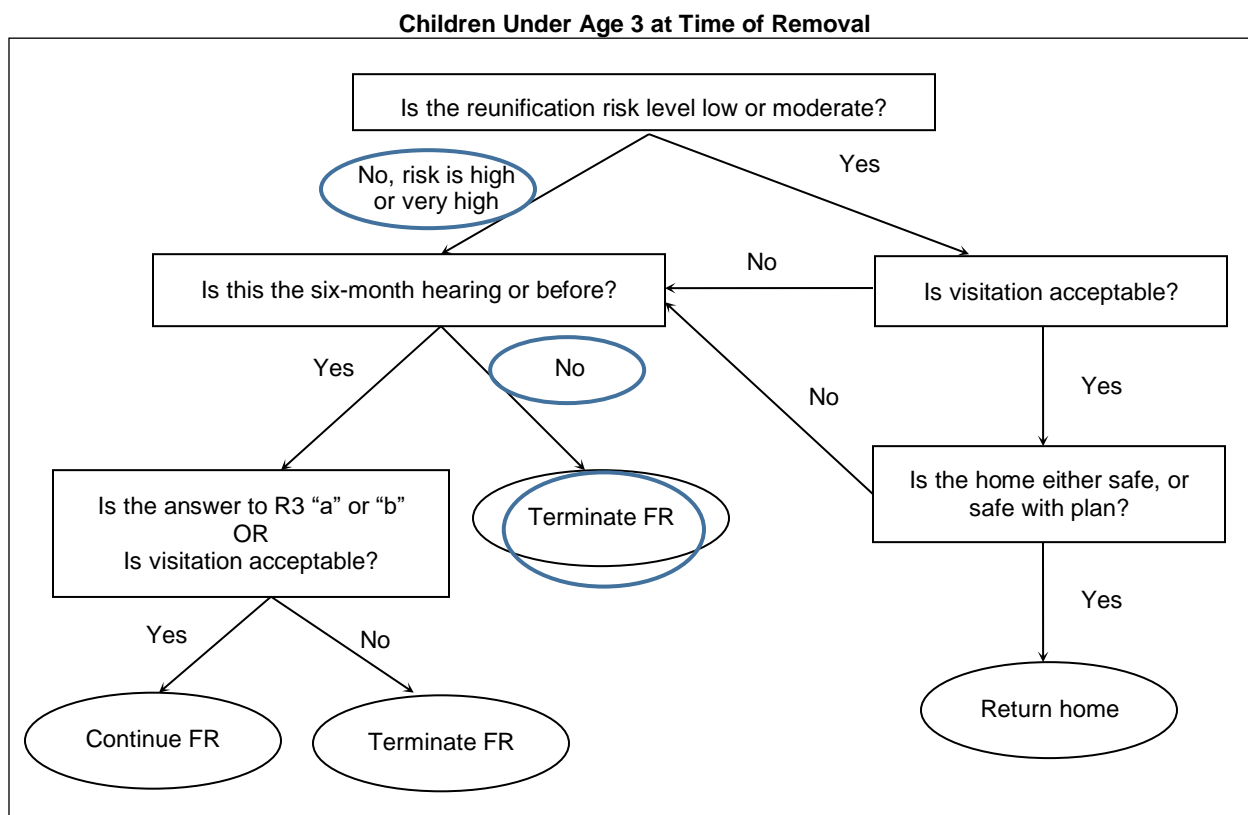 Children Under Age 3 at Time of Removal
Is the reunification risk level low or moderate?
No, risk is high
or very high
Yes
Is this the six-month hearing or before?
No
Is visitation acceptable?
Yes
No
No
Yes
Is the answer to R3 “a” or “b”
OR
Is visitation acceptable?
Terminate FR
Is the home either safe, or
safe with plan?
Yes
No
Yes
Continue FR
Terminate FR
Return home